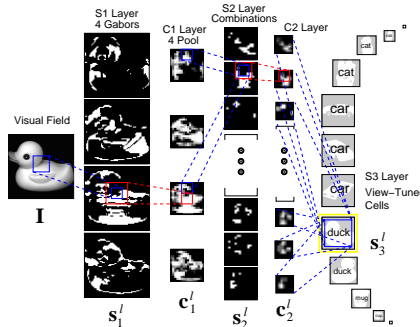 S1 Layer
4 Gabors
C1 Layer
4 Pool
S2 Layer
Combinations
C2 Layer
Visual Field
cat
cat
car
car
car
S3 Layer
View-Tuned
Cells
duck
duck
mug
I
s₁ˡ
c₁ˡ
s₂ˡ
c₂ˡ
s₃ˡ